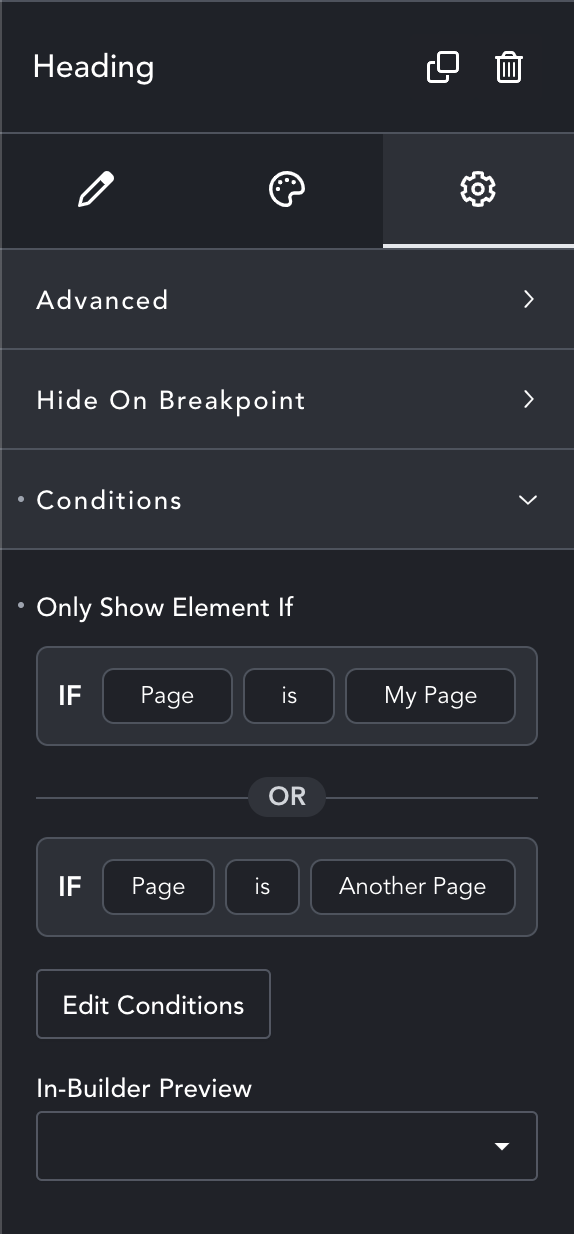 Heading
Advanced
Hide On Breakpoint
Conditions
Only Show Element If
IF Page is My Page
OR
IF Page is Another Page
Edit Conditions
In-Builder Preview